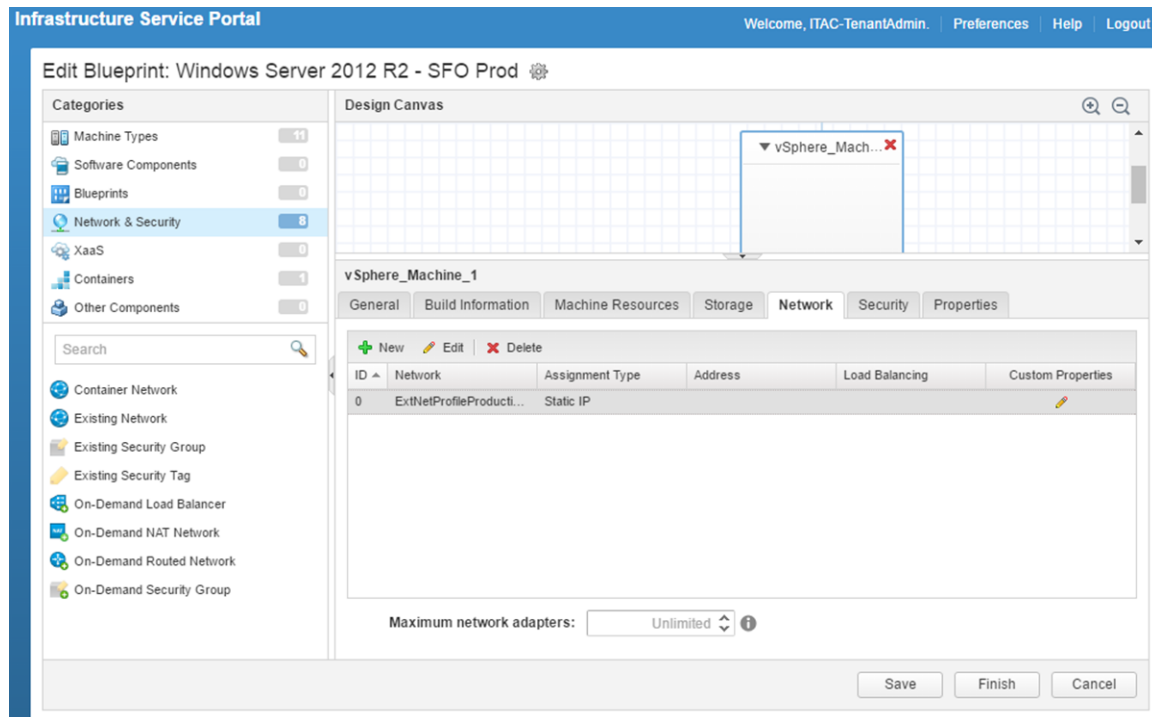 Infrastructure Service Portal
Welcome, ITAC-TenantAdmin. Preferences Help Logout
Edit Blueprint: Windows Server 2012 R2 - SFO Prod
Categories
Machine Types 11
Software Components 0
Blueprints 0
Network & Security 8
XaaS 0
Containers 1
Other Components 0
Search
Container Network
Existing Network
Existing Security Group
Existing Security Tag
On-Demand Load Balancer
On-Demand NAT Network
On-Demand Routed Network
On-Demand Security Group
Design Canvas
vSphere_Mach...
vSphere_Machine_1
General Build Information Machine Resources Storage Network Security Properties
New Edit Delete
ID Network Assignment Type Address Load Balancing Custom Properties
0 ExtNetProfileProducti... Static IP
Maximum network adapters: Unlimited
Save Finish Cancel